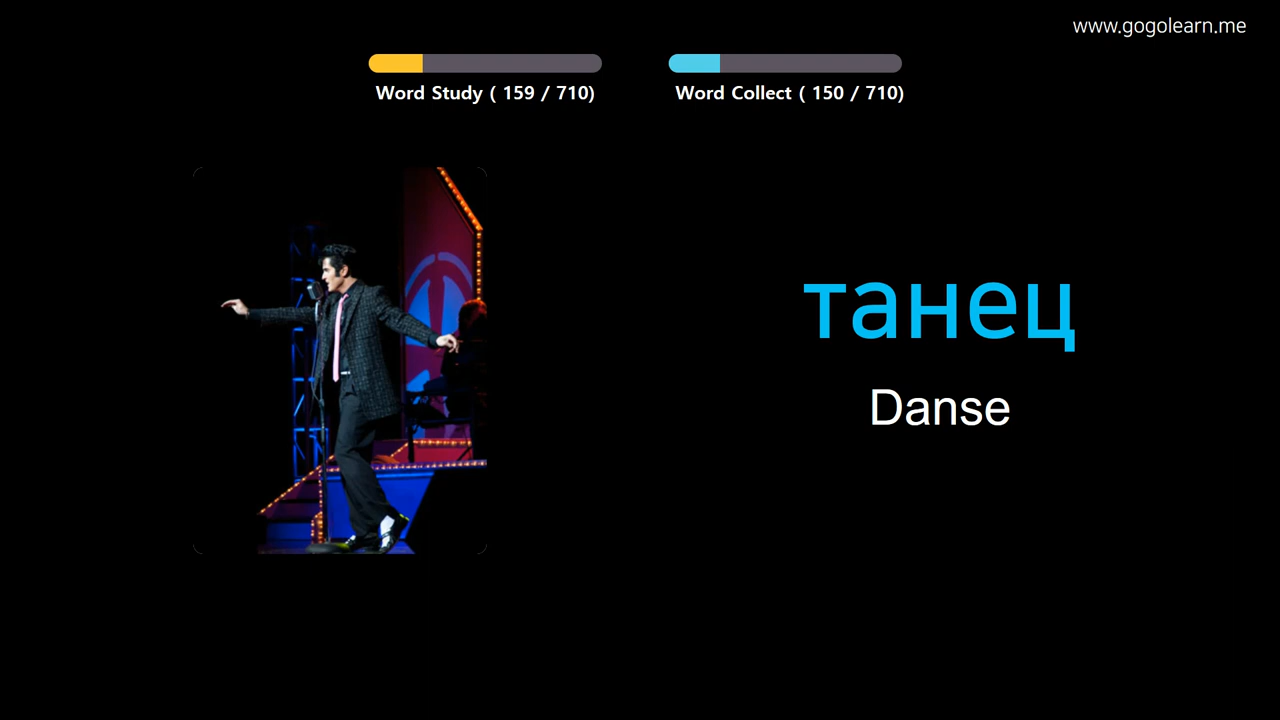 www.gogolearn.me
Word Study ( 159 / 710)
Word Collect ( 150 / 710)
танец
Danse